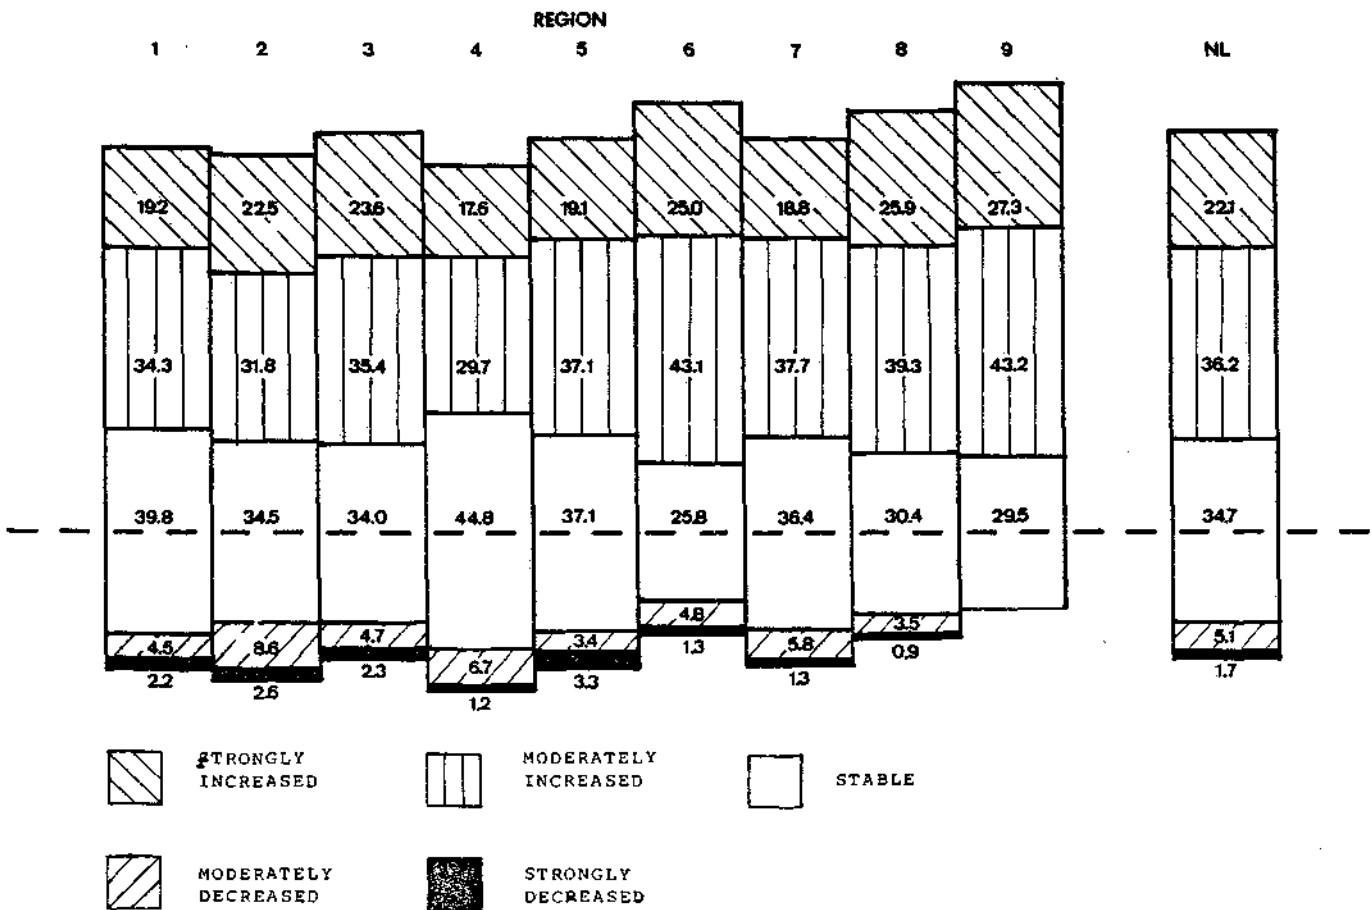 REGION
1 2 3 4 5 6 7 8 9 NL
19.2 22.5 23.6 17.6 19.1 25.0 18.8 25.9 27.3 22.1
34.3 31.8 35.4 29.7 37.1 43.1 37.7 39.3 43.2 36.2
39.8 34.5 34.0 44.8 37.1 25.8 36.4 30.4 29.5 34.7
4.5 8.6 4.7 6.7 3.4 4.8 5.8 3.5 5.1
2.2 2.6 2.3 1.2 3.3 1.3 1.3 0.9 1.7
STRONGLY
INCREASED
MODERATELY
INCREASED
STABLE
MODERATELY
DECREASED
STRONGLY
DECREASED